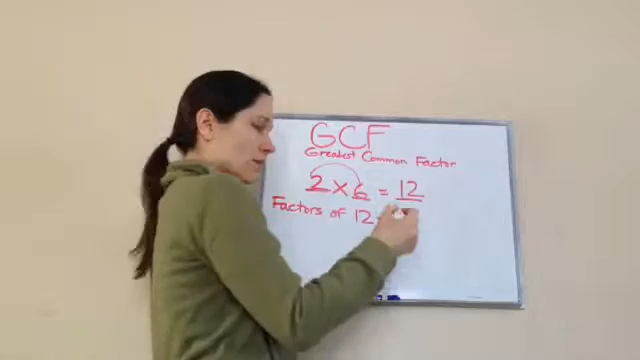 GCF
Greatest Common Factor
2 x 6 = 12
Factors of 12